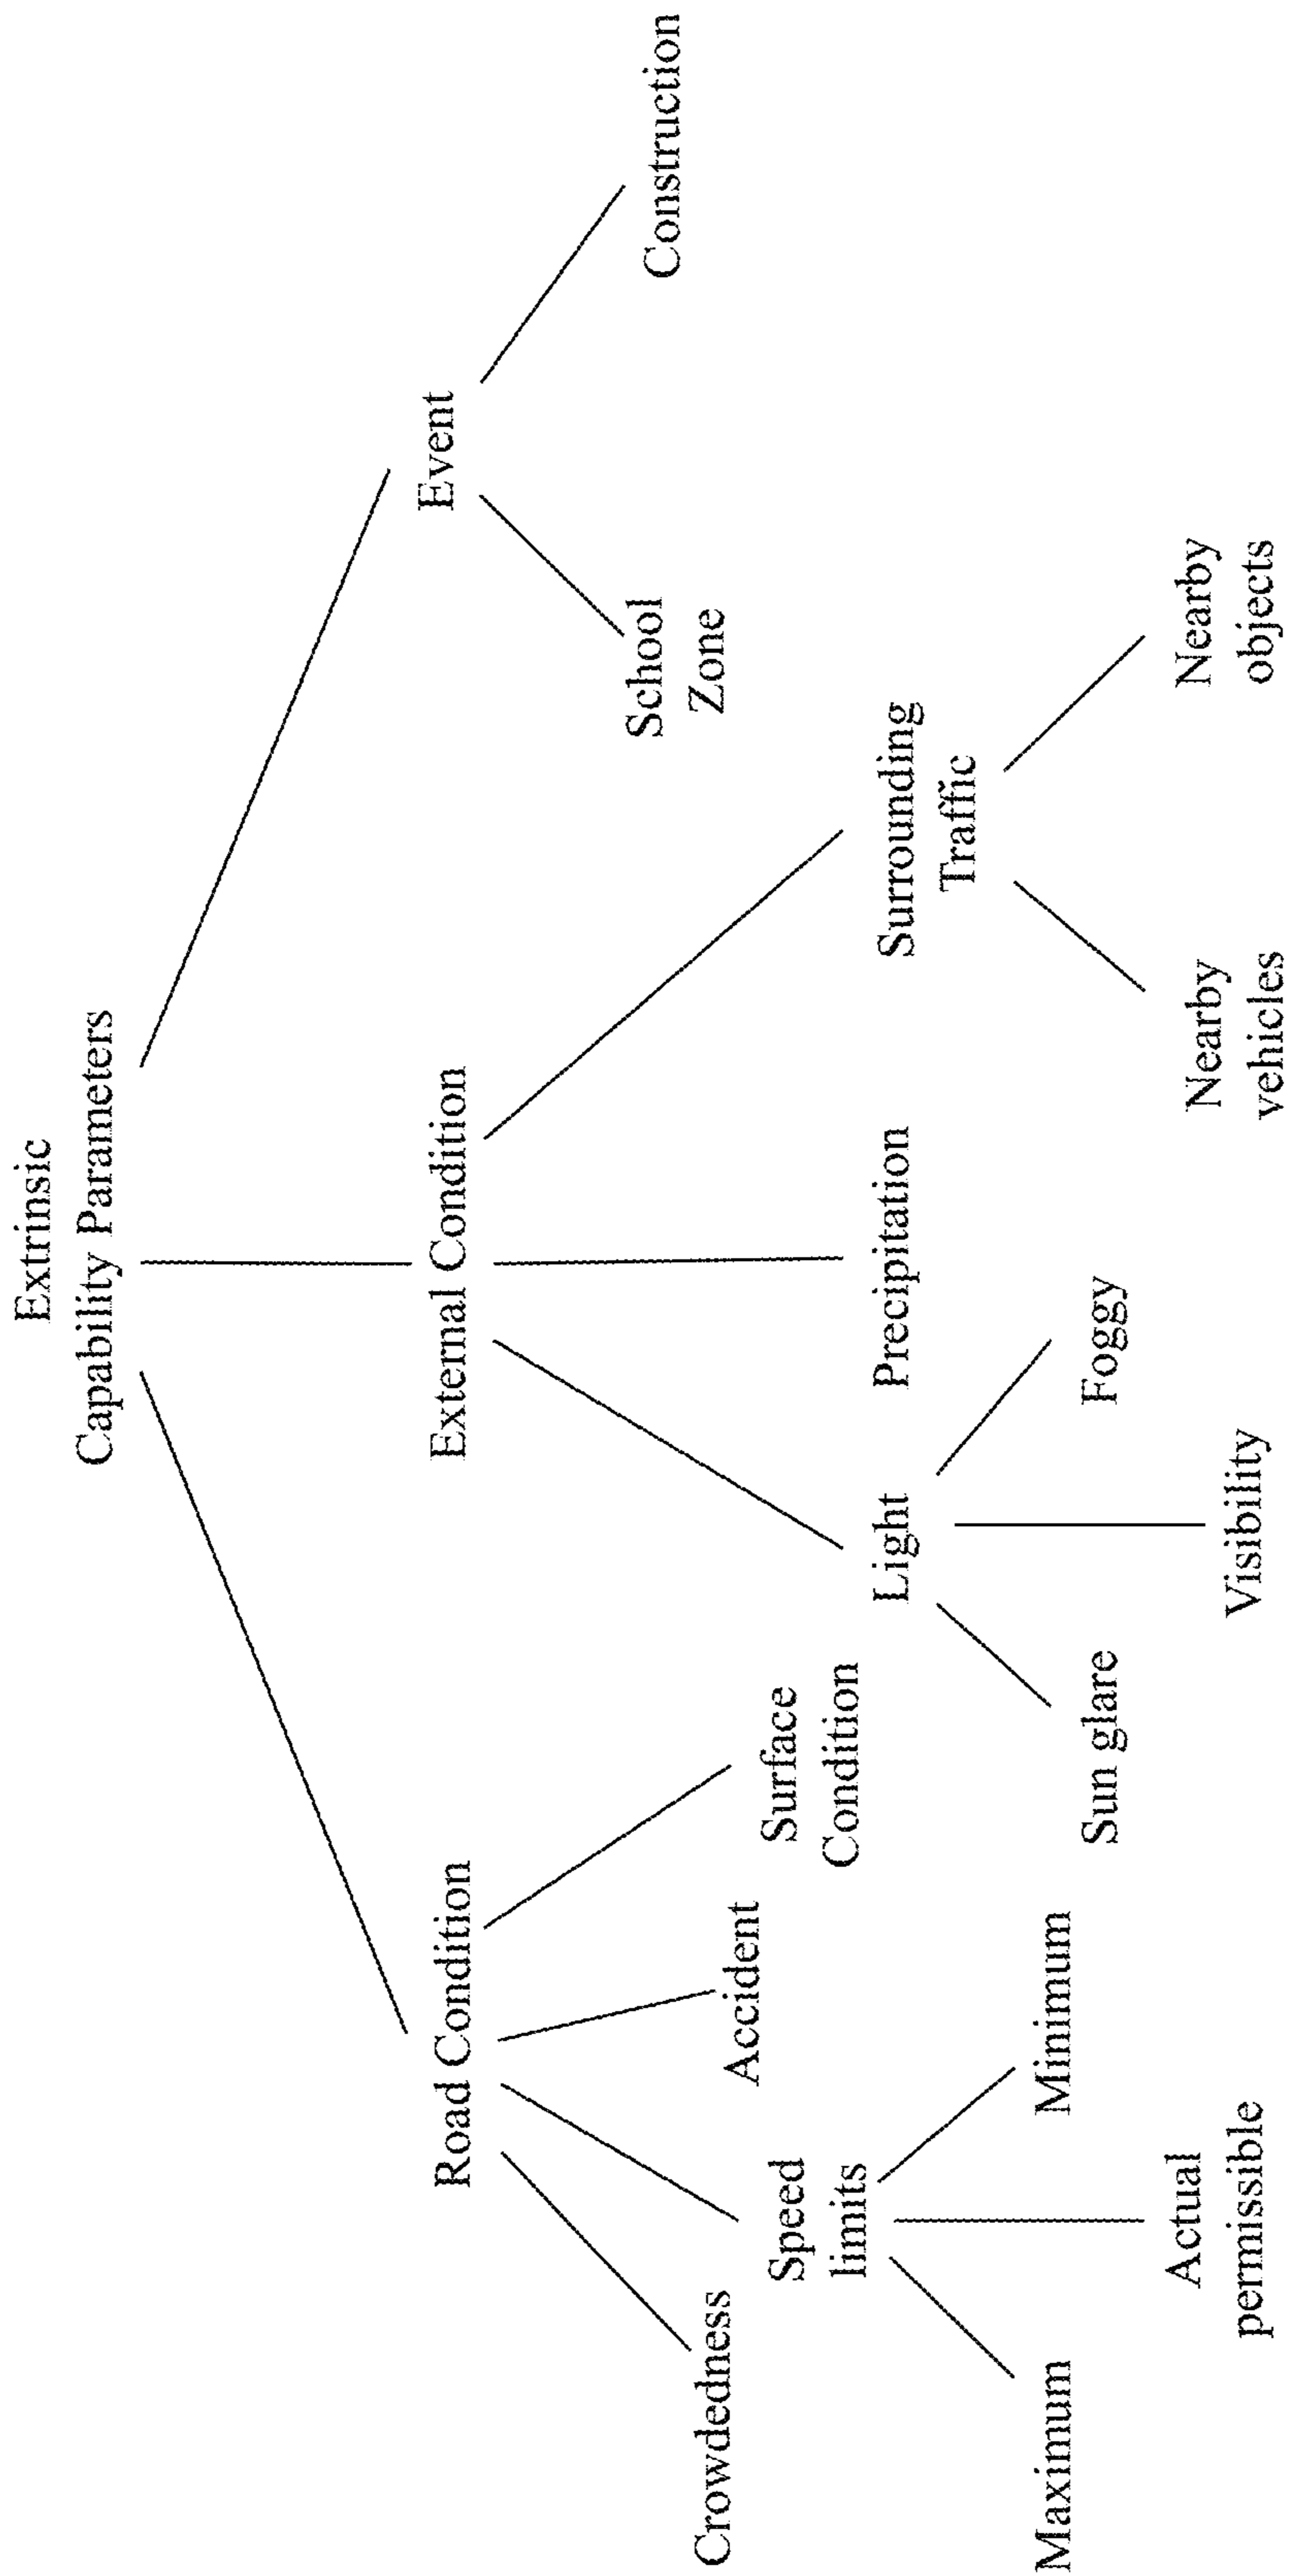 Extrinsic
Capability Parameters
Road Condition
External Condition
Event
Crowdedness
Speed
limits
Accident
Surface
Condition
Light
Precipitation
Surrounding
Traffic
School
Zone
Construction
Maximum
Actual
permissible
Minimum
Sun glare
Visibility
Foggy
Nearby
vehicles
Nearby
objects